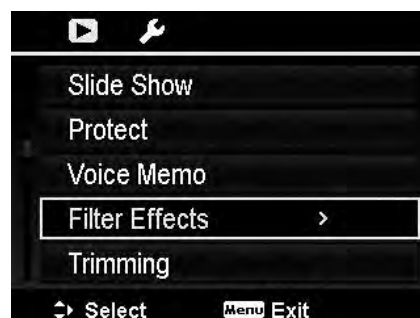 Slide Show
Protect
Voice Memo
Filter Effects >
Trimming
Select Menu Exit